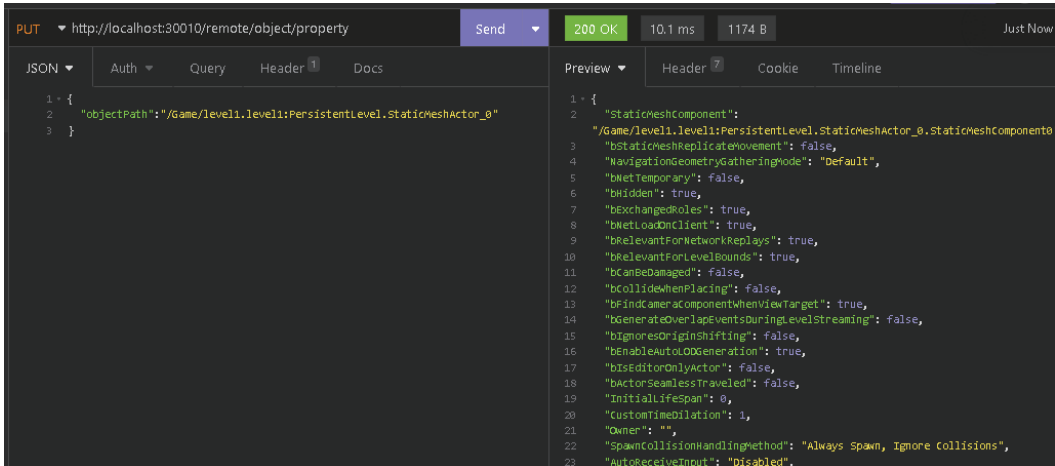 PUT http://localhost:30010/remote/object/property Send
200 OK 10.1 ms 1174 B Just Now
JSON Auth Query Header 1 Docs
Preview Header 7 Cookie Timeline
1 {
2 "objectPath":"/Game/level1.level1:PersistentLevel.StaticMeshActor_0"
3 }
1 {
2 "StaticMeshComponent":
"/Game/level1.level1:PersistentLevel.StaticMeshActor_0.StaticMeshComponent0
3 "bStaticMeshReplicateMovement": false,
4 "NavigationGeometryGatheringMode": "Default",
5 "bNetTemporary": false,
6 "bHidden": true,
7 "bExchangedRoles": true,
8 "bNetLoadOnClient": true,
9 "bRelevantForNetworkReplays": true,
10 "bRelevantForLevelBounds": true,
11 "bCanBeDamaged": false,
12 "bCollideWhenPlacing": false,
13 "bFindCameraComponentWhenViewTarget": true,
14 "bGenerateOverlapEventsDuringLevelStreaming": false,
15 "bIgnoresOriginShifting": false,
16 "bEnableAutoLODGeneration": true,
17 "bIsEditorOnlyActor": false,
18 "bActorSeamlessTraveled": false,
19 "InitialLifeSpan": 0,
20 "CustomTimeDilation": 1,
21 "Owner": "",
22 "SpawnCollisionHandlingMethod": "Always Spawn, Ignore Collisions",
23 "AutoReceiveInput": "Disabled",